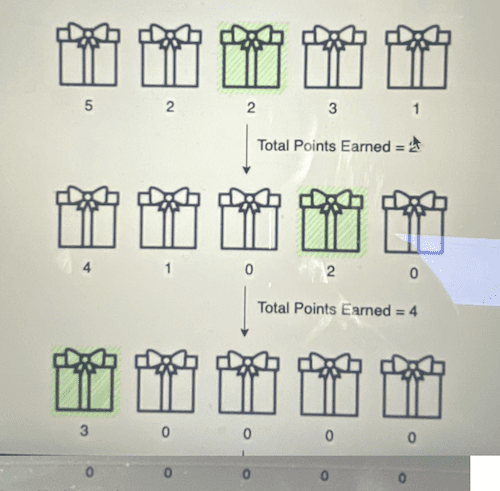 5 2 2 3 1
Total Points Earned =
4 1 0 2 0
Total Points Earned = 4
3 0 0 0 0
0 0 0 0 0